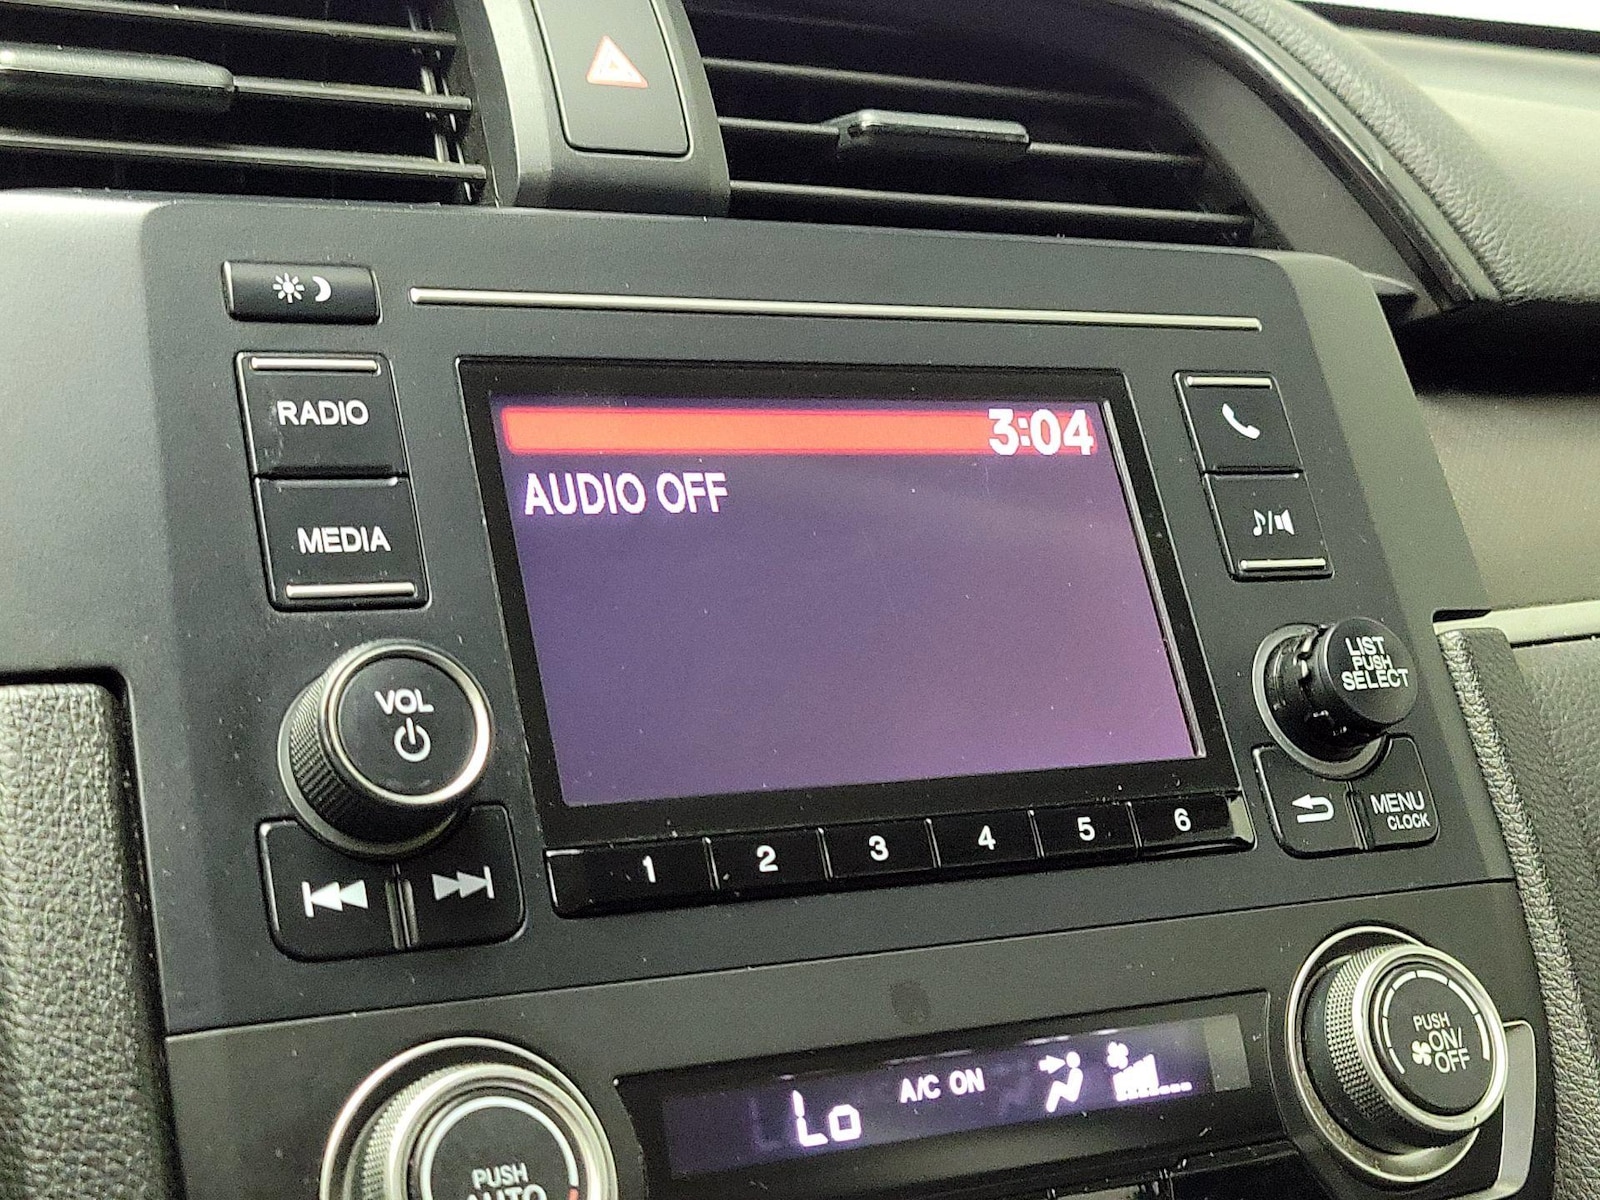 RADIO
MEDIA
VOL
3:04
AUDIO OFF
LIST
PUSH
SELECT
MENU
CLOCK
1 2 3 4 5 6
Lo
A/C ON
PUSH
ON/
OFF
PUSH
AUTO